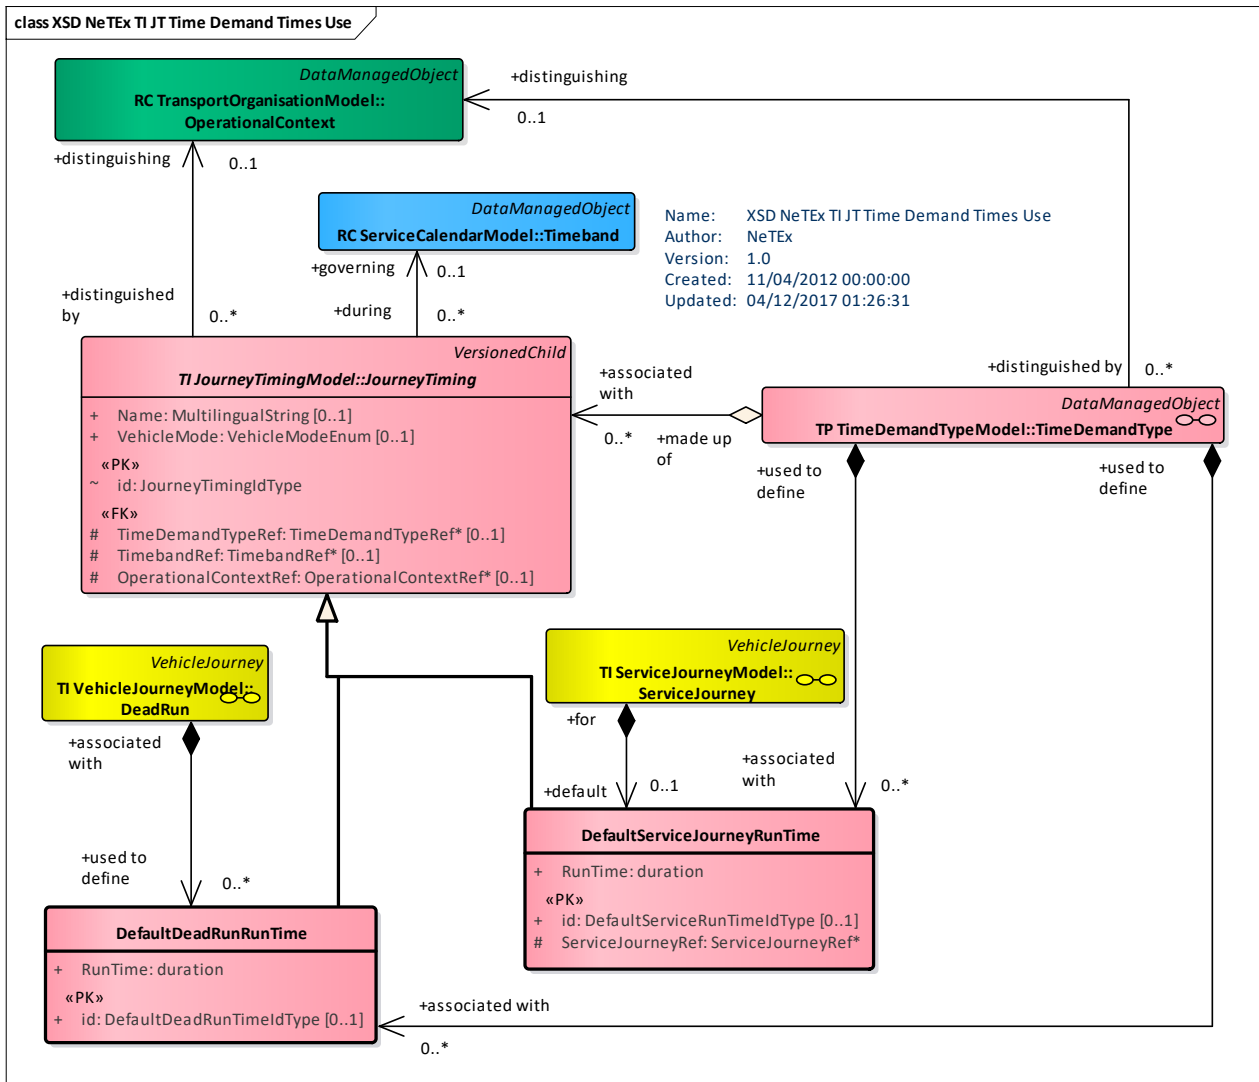 class XSD NeTEx TI JT Time Demand Times Use
DataManagedObject
RC TransportOrganisationModel::
OperationalContext
+distinguishing
0..1
+distinguishing
0..1
DataManagedObject
RC ServiceCalendarModel::Timeband
Name: XSD NeTEx TI JT Time Demand Times Use
Author: NeTEx
Version: 1.0
Created: 11/04/2012 00:00:00
Updated: 04/12/2017 01:26:31
+governing
0..1
+distinguished
by
0..*
+during
0..*
VersionedChild
TI JourneyTimingModel::JourneyTiming
+ Name: MultilingualString [0..1]
+ VehicleMode: VehicleModeEnum [0..1]
«PK»
~ id: JourneyTimingIdType
«FK»
# TimeDemandTypeRef: TimeDemandTypeRef* [0..1]
# TimebandRef: TimebandRef* [0..1]
# OperationalContextRef: OperationalContextRef* [0..1]
+associated
with
0..*
+made up
of
+distinguished by
0..*
DataManagedObject
TP TimeDemandTypeModel::TimeDemandType
+used to
define
+used to
define
VehicleJourney
TI VehicleJourneyModel::
DeadRun
VehicleJourney
TI ServiceJourneyModel::
ServiceJourney
+associated
with
+for
+default
0..1
+associated
with
0..*
+used to
define
0..*
DefaultServiceJourneyRunTime
+ RunTime: duration
«PK»
+ id: DefaultServiceRunTimeIdType [0..1]
# ServiceJourneyRef: ServiceJourneyRef*
DefaultDeadRunRunTime
+ RunTime: duration
«PK»
+ id: DefaultDeadRunTimeIdType [0..1]
+associated with
0..*